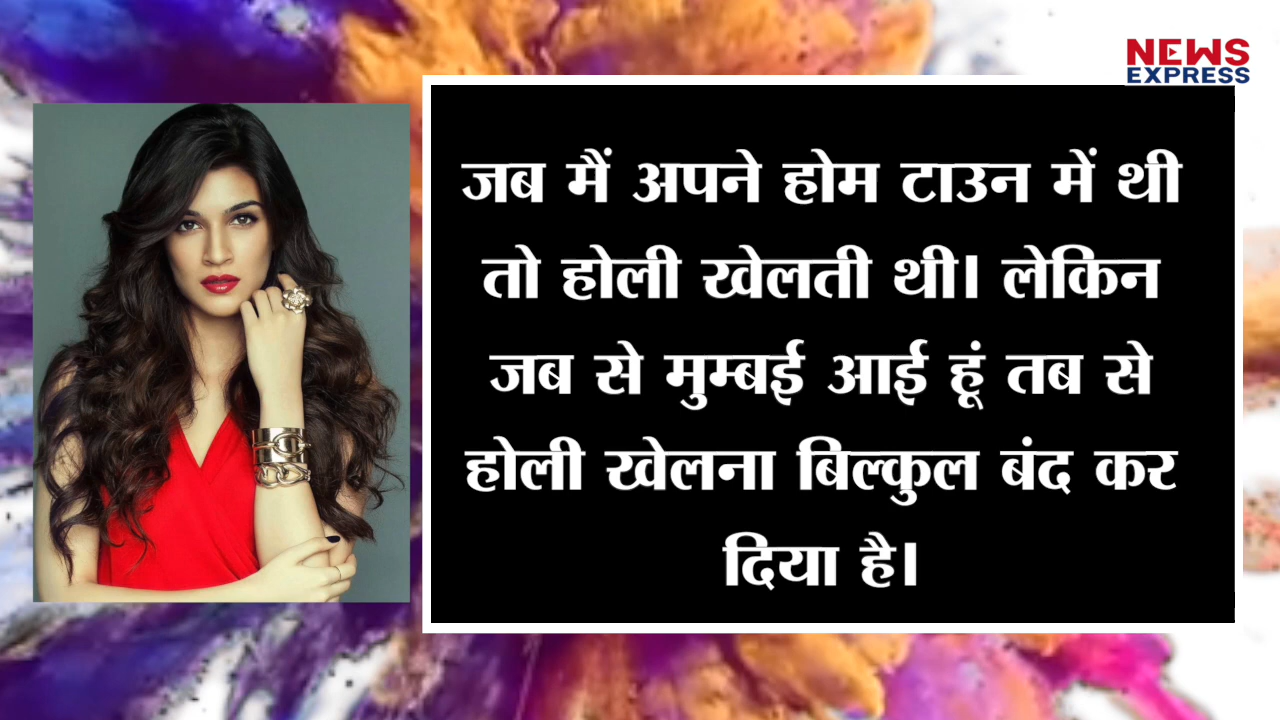 NEWS
EXPRESS
जब मैं अपने होम टाउन में थी
तो होली खेलती थी। लेकिन
जब से मुम्बई आई हूं तब से
होली खेलना बिल्कुल बंद कर
दिया है।